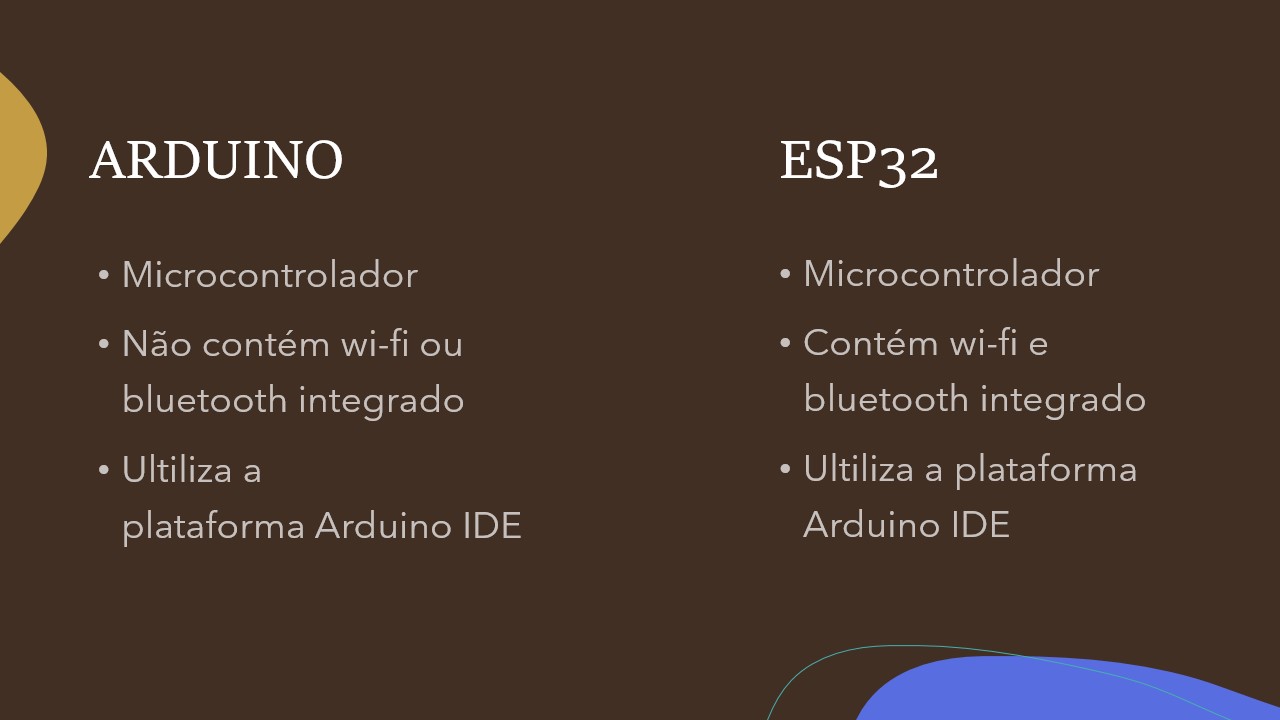 ARDUINO
• Microcontrolador
• Não contém wi-fi ou
bluetooth integrado
• Ultiliza a
plataforma Arduino IDE
ESP32
• Microcontrolador
• Contém wi-fi e
bluetooth integrado
• Ultiliza a plataforma
Arduino IDE